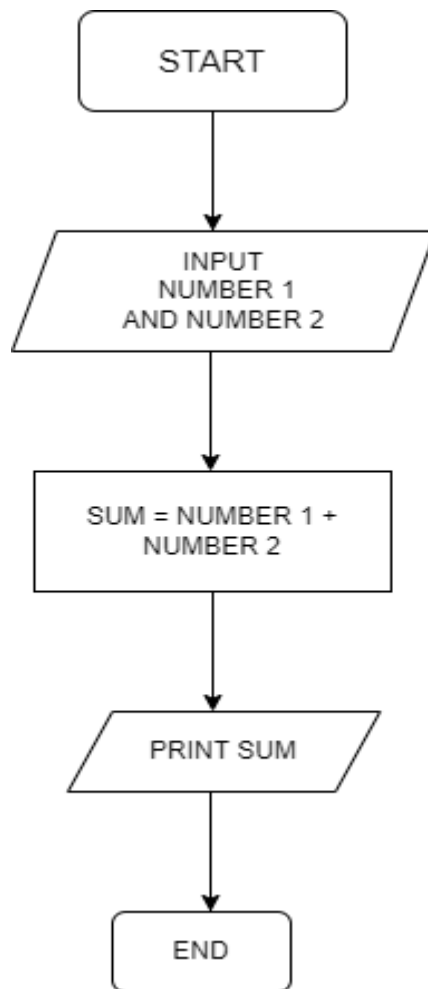 START
INPUT
NUMBER 1
AND NUMBER 2
SUM = NUMBER 1 +
NUMBER 2
PRINT SUM
END